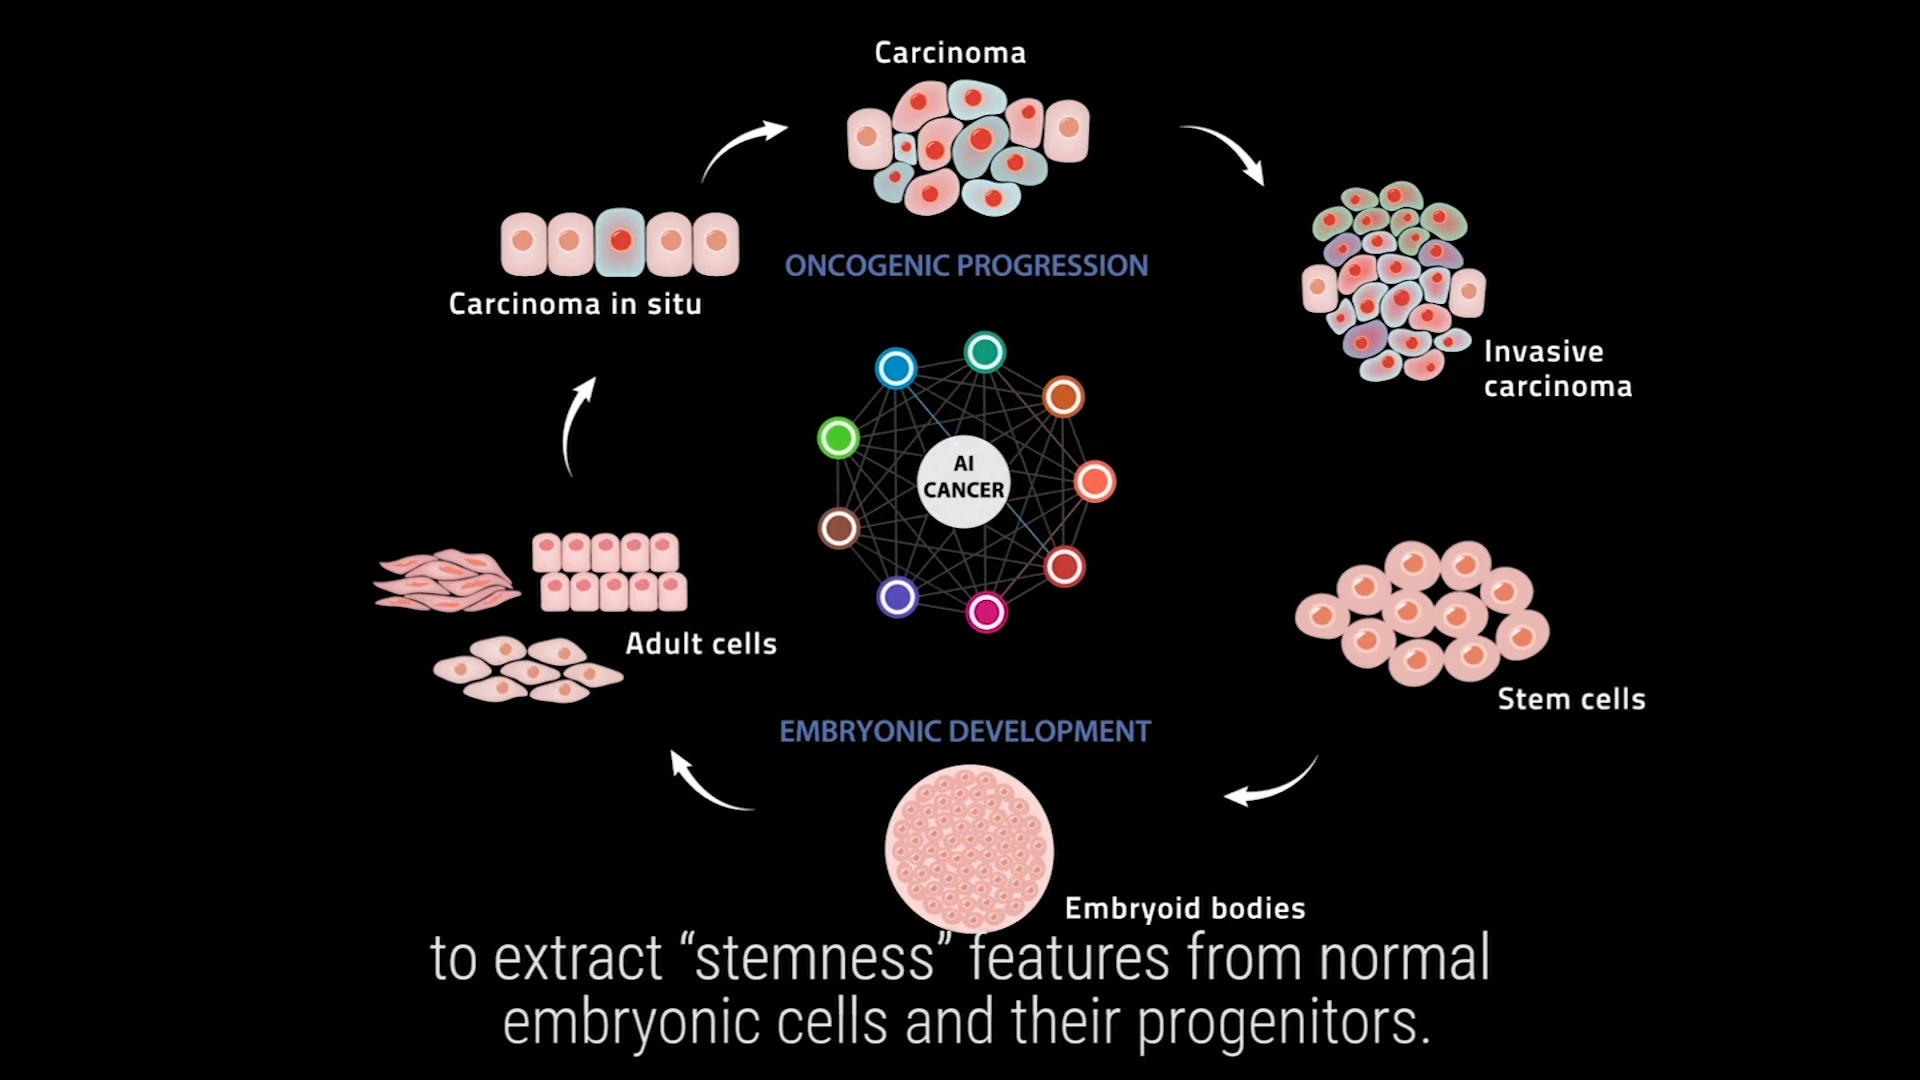 Carcinoma
Carcinoma in situ
ONCOGENIC PROGRESSION
Invasive
carcinoma
AI
CANCER
Adult cells
Stem cells
EMBRYONIC DEVELOPMENT
Embryoid bodies
to extract “stemness” features from normal
embryonic cells and their progenitors.